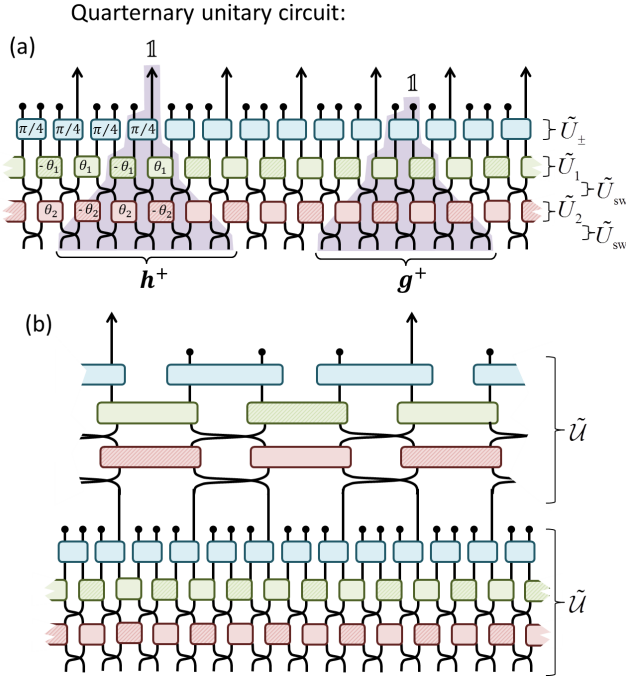 Quarternary unitary circuit:
(a)
𝟙
𝟙
π/4 π/4 π/4 π/4
Ũ±
-θ₁ θ₁ -θ₁ θ₁
Ũ₁
Ũsw
θ₂ -θ₂ θ₂ -θ₂
Ũ₂
Ũsw
h⁺
g⁺
(b)
𝒰̃
𝒰̃